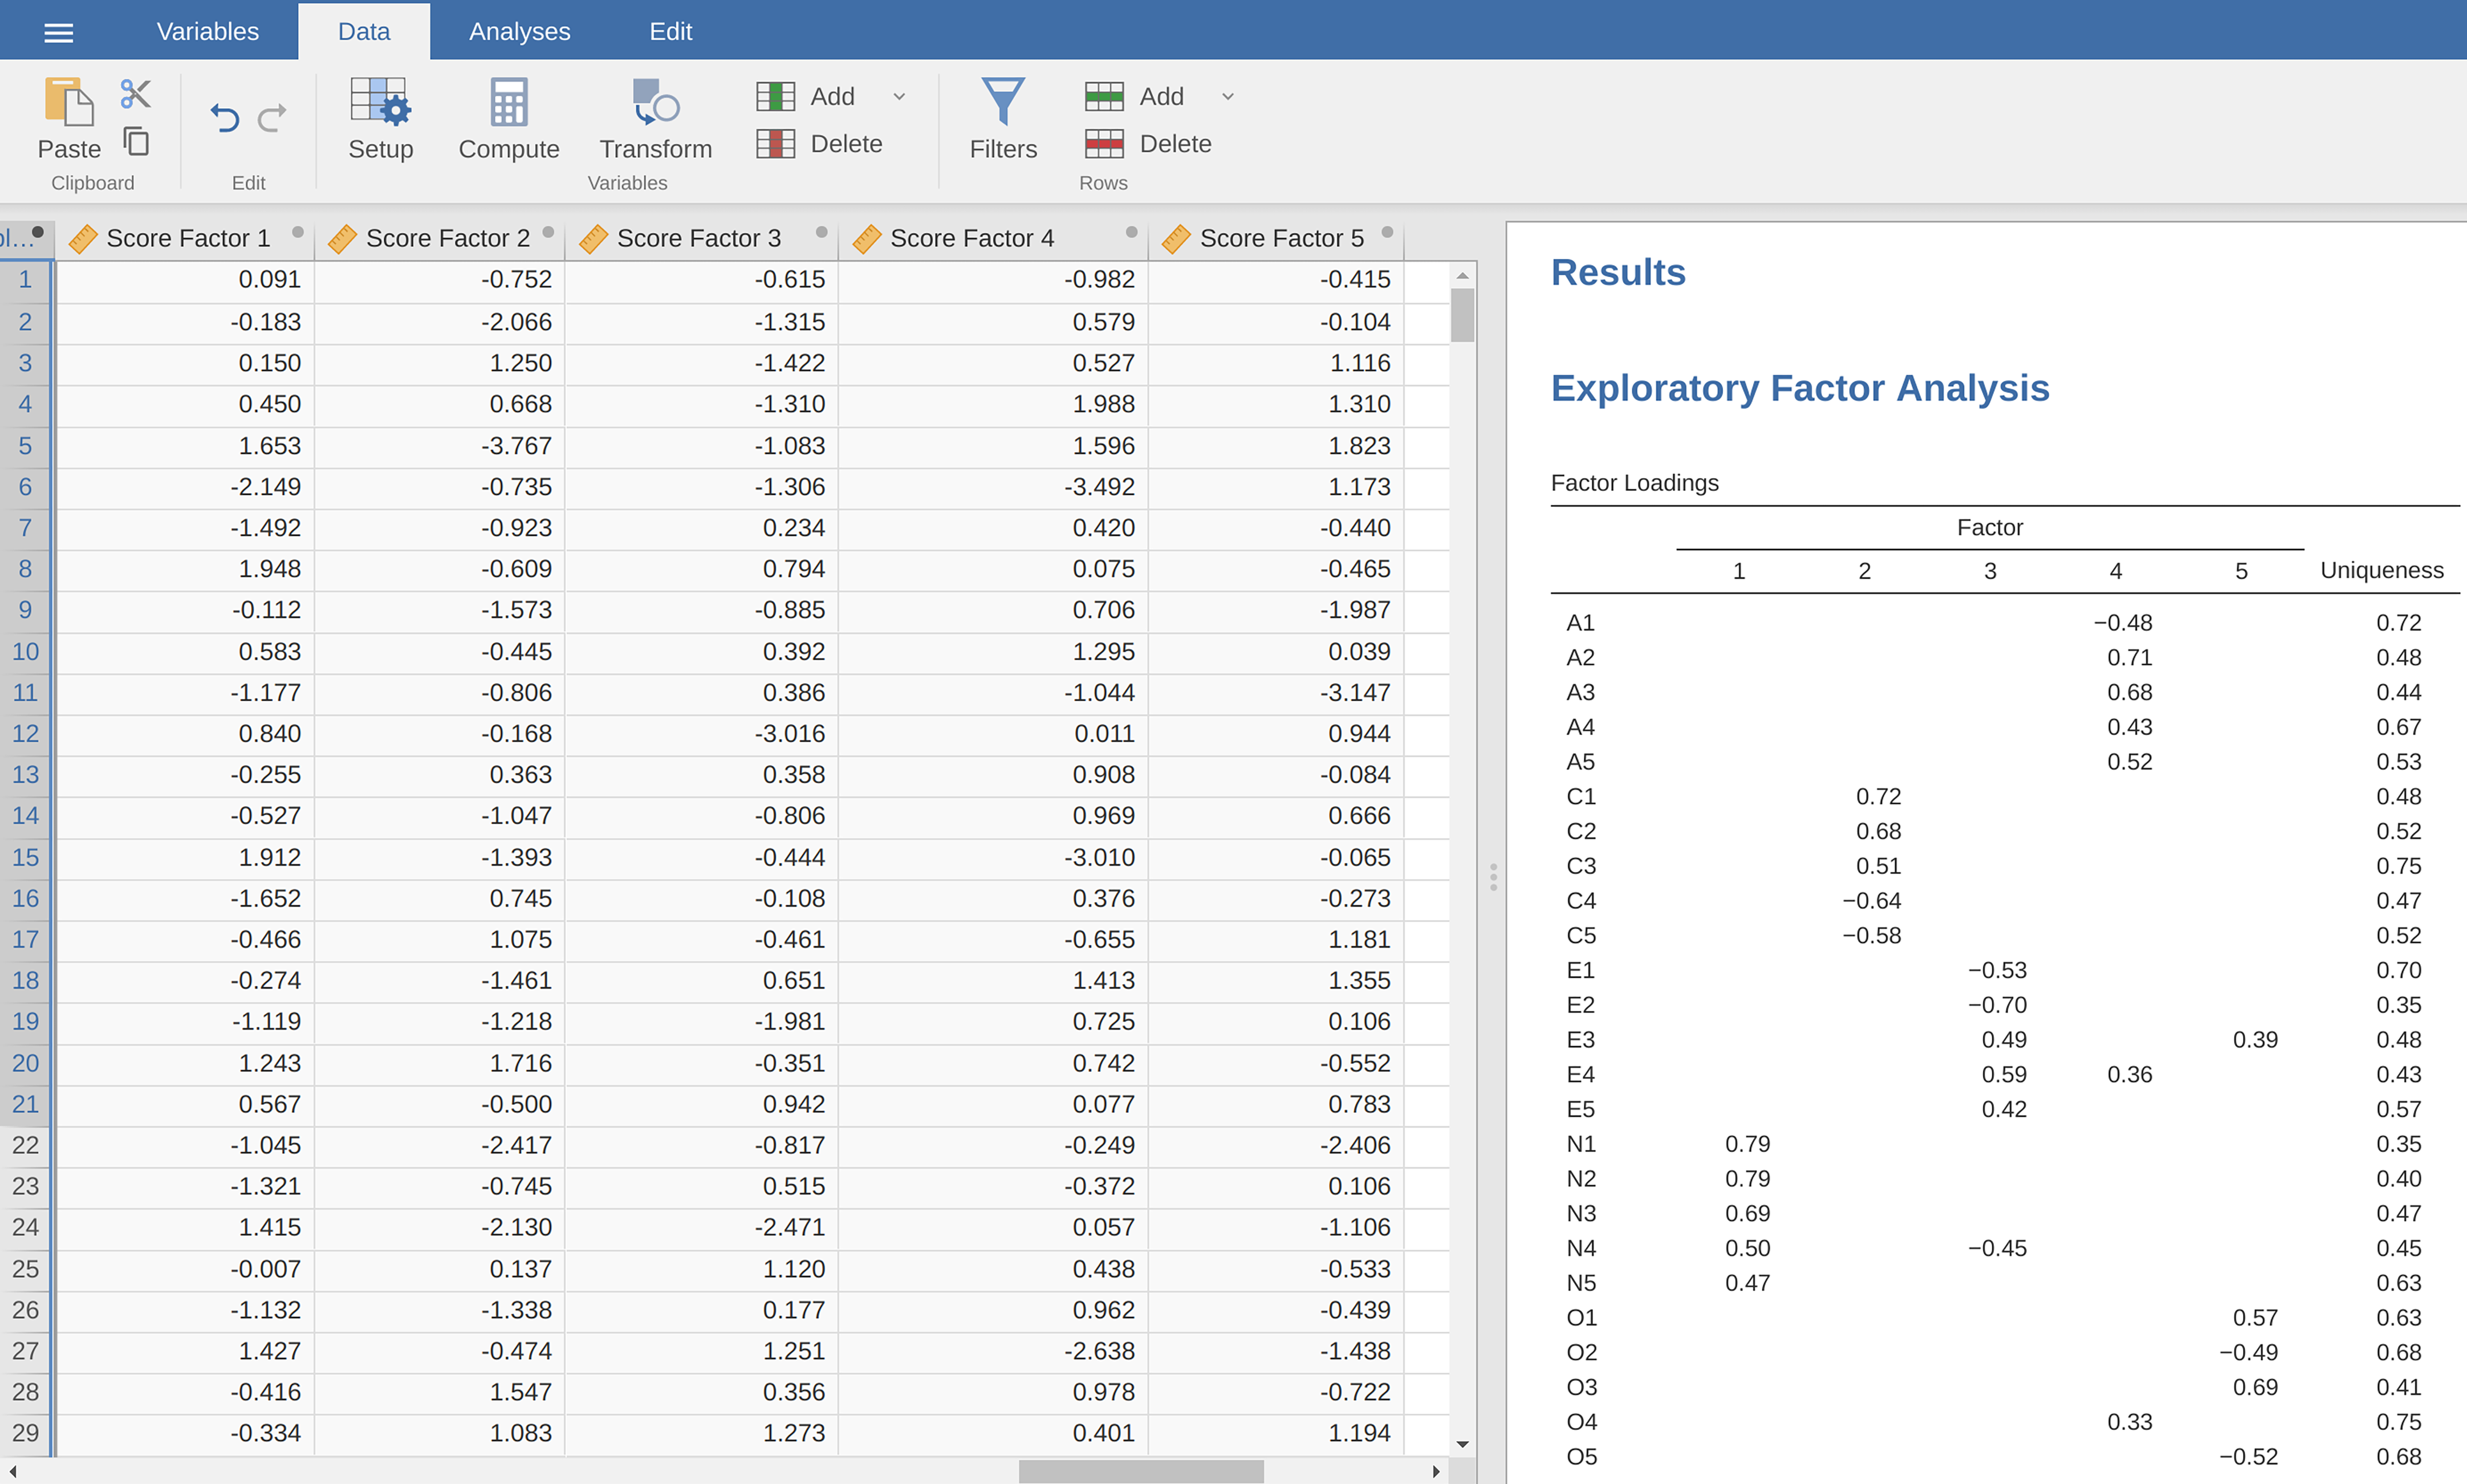 Variables Data Analyses Edit
Paste
Clipboard
Edit
Setup Compute Transform
Add
Delete
Variables
Filters
Add
Delete
Rows
ol... Score Factor 1 Score Factor 2 Score Factor 3 Score Factor 4 Score Factor 5
1 0.091 -0.752 -0.615 -0.982 -0.415
2 -0.183 -2.066 -1.315 0.579 -0.104
3 0.150 1.250 -1.422 0.527 1.116
4 0.450 0.668 -1.310 1.988 1.310
5 1.653 -3.767 -1.083 1.596 1.823
6 -2.149 -0.735 -1.306 -3.492 1.173
7 -1.492 -0.923 0.234 0.420 -0.440
8 1.948 -0.609 0.794 0.075 -0.465
9 -0.112 -1.573 -0.885 0.706 -1.987
10 0.583 -0.445 0.392 1.295 0.039
11 -1.177 -0.806 0.386 -1.044 -3.147
12 0.840 -0.168 -3.016 0.011 0.944
13 -0.255 0.363 0.358 0.908 -0.084
14 -0.527 -1.047 -0.806 0.969 0.666
15 1.912 -1.393 -0.444 -3.010 -0.065
16 -1.652 0.745 -0.108 0.376 -0.273
17 -0.466 1.075 -0.461 -0.655 1.181
18 -0.274 -1.461 0.651 1.413 1.355
19 -1.119 -1.218 -1.981 0.725 0.106
20 1.243 1.716 -0.351 0.742 -0.552
21 0.567 -0.500 0.942 0.077 0.783
22 -1.045 -2.417 -0.817 -0.249 -2.406
23 -1.321 -0.745 0.515 -0.372 0.106
24 1.415 -2.130 -2.471 0.057 -1.106
25 -0.007 0.137 1.120 0.438 -0.533
26 -1.132 -1.338 0.177 0.962 -0.439
27 1.427 -0.474 1.251 -2.638 -1.438
28 -0.416 1.547 0.356 0.978 -0.722
29 -0.334 1.083 1.273 0.401 1.194
Results
Exploratory Factor Analysis
Factor Loadings
Factor
1 2 3 4 5 Uniqueness
A1 −0.48 0.72
A2 0.71 0.48
A3 0.68 0.44
A4 0.43 0.67
A5 0.52 0.53
C1 0.72 0.48
C2 0.68 0.52
C3 0.51 0.75
C4 −0.64 0.47
C5 −0.58 0.52
E1 −0.53 0.70
E2 −0.70 0.35
E3 0.49 0.39 0.48
E4 0.59 0.36 0.43
E5 0.42 0.57
N1 0.79 0.35
N2 0.79 0.40
N3 0.69 0.47
N4 0.50 −0.45 0.45
N5 0.47 0.63
O1 0.57 0.63
O2 −0.49 0.68
O3 0.69 0.41
O4 0.33 0.75
O5 −0.52 0.68